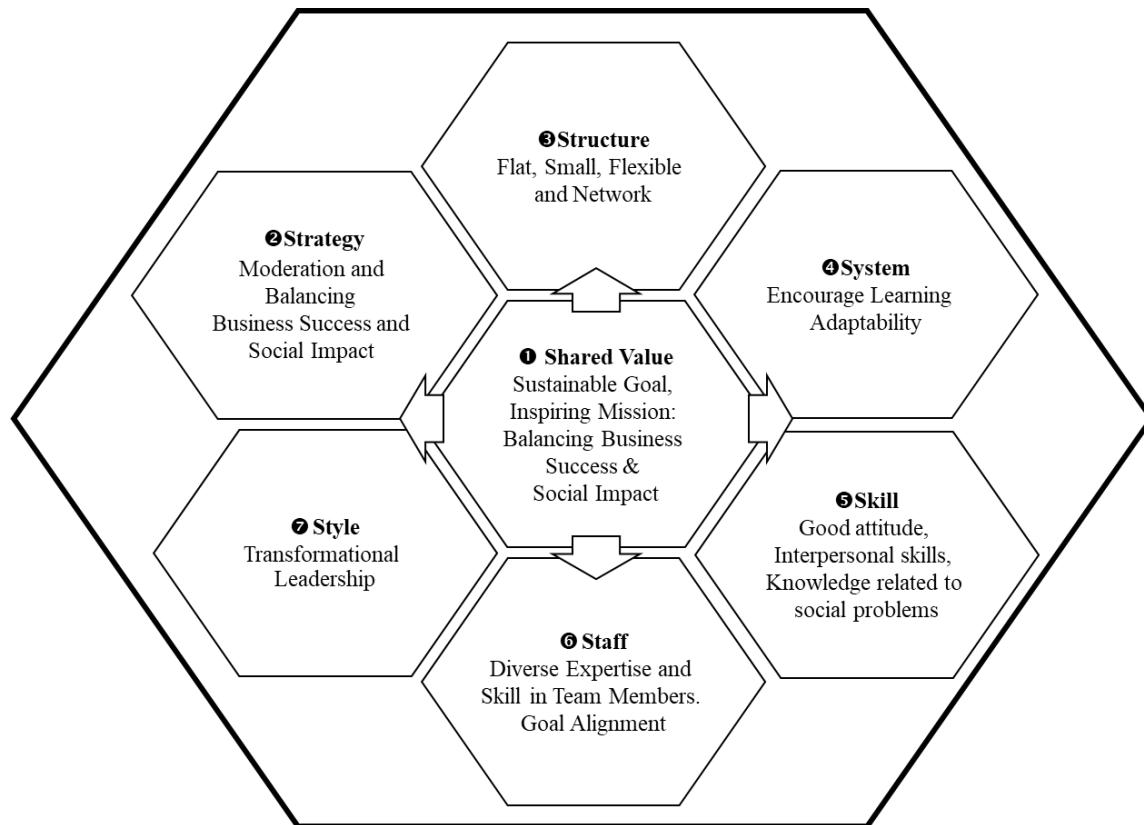 ❸Structure
Flat, Small, Flexible
and Network
❷Strategy
Moderation and
Balancing
Business Success and
Social Impact
❹System
Encourage Learning
Adaptability
❶ Shared Value
Sustainable Goal,
Inspiring Mission:
Balancing Business
Success &
Social Impact
❼ Style
Transformational
Leadership
❺Skill
Good attitude,
Interpersonal skills,
Knowledge related to
social problems
❻ Staff
Diverse Expertise and
Skill in Team Members.
Goal Alignment